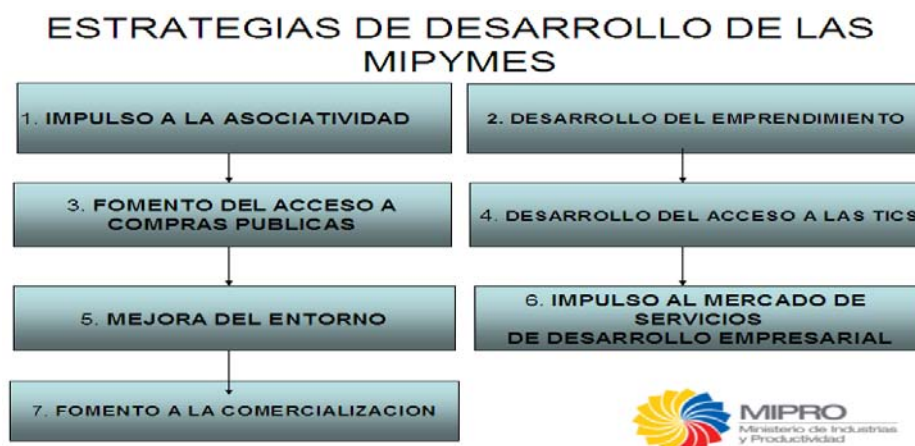 ESTRATEGIAS DE DESARROLLO DE LAS
MIPYMES
1. IMPULSO A LA ASOCIATIVIDAD
2. DESARROLLO DEL EMPRENDIMIENTO
3. FOMENTO DEL ACCESO A
COMPRAS PUBLICAS
4. DESARROLLO DEL ACCESO A LAS TICS
5. MEJORA DEL ENTORNO
6. IMPULSO AL MERCADO DE
SERVICIOS
DE DESARROLLO EMPRESARIAL
7. FOMENTO A LA COMERCIALIZACION
MIPRO
Ministerio de Industrias
y Productividad